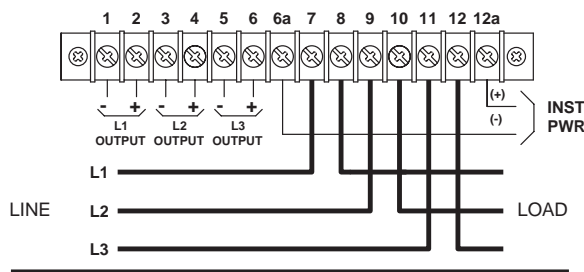 1 2 3 4 5 6 6a 7 8 9 10 11 12 12a
- + - + - +
(+)
(-)
INST
PWR
L1
OUTPUT
L2
OUTPUT
L3
OUTPUT
L1
LINE L2 LOAD
L3